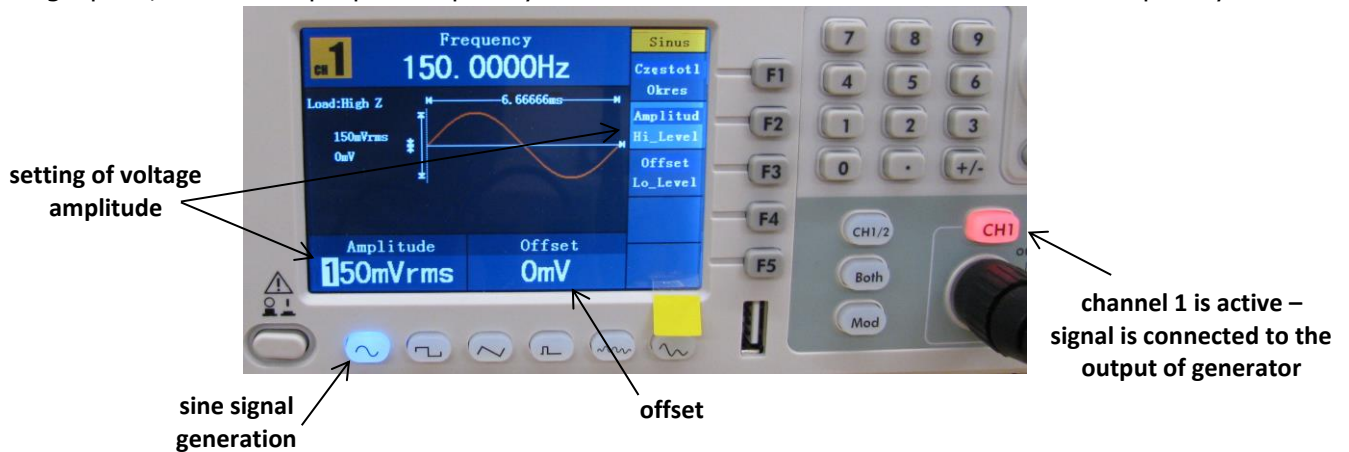 Frequency
CH 1
150.0000Hz
Sinus
Częstotl
Okres
Load:High Z
6.66666ms
Amplitud
Hi_Level
150mVrms
0mV
Offset
Lo_Level
Amplitude
Offset
150mVrms
0mV
F1
F2
F3
F4
F5
7 8 9
4 5 6
1 2 3
0 . +/-
CH1/2
CH1
Both
Mod
setting of voltage
amplitude
channel 1 is active –
signal is connected to the
output of generator
sine signal
generation
offset